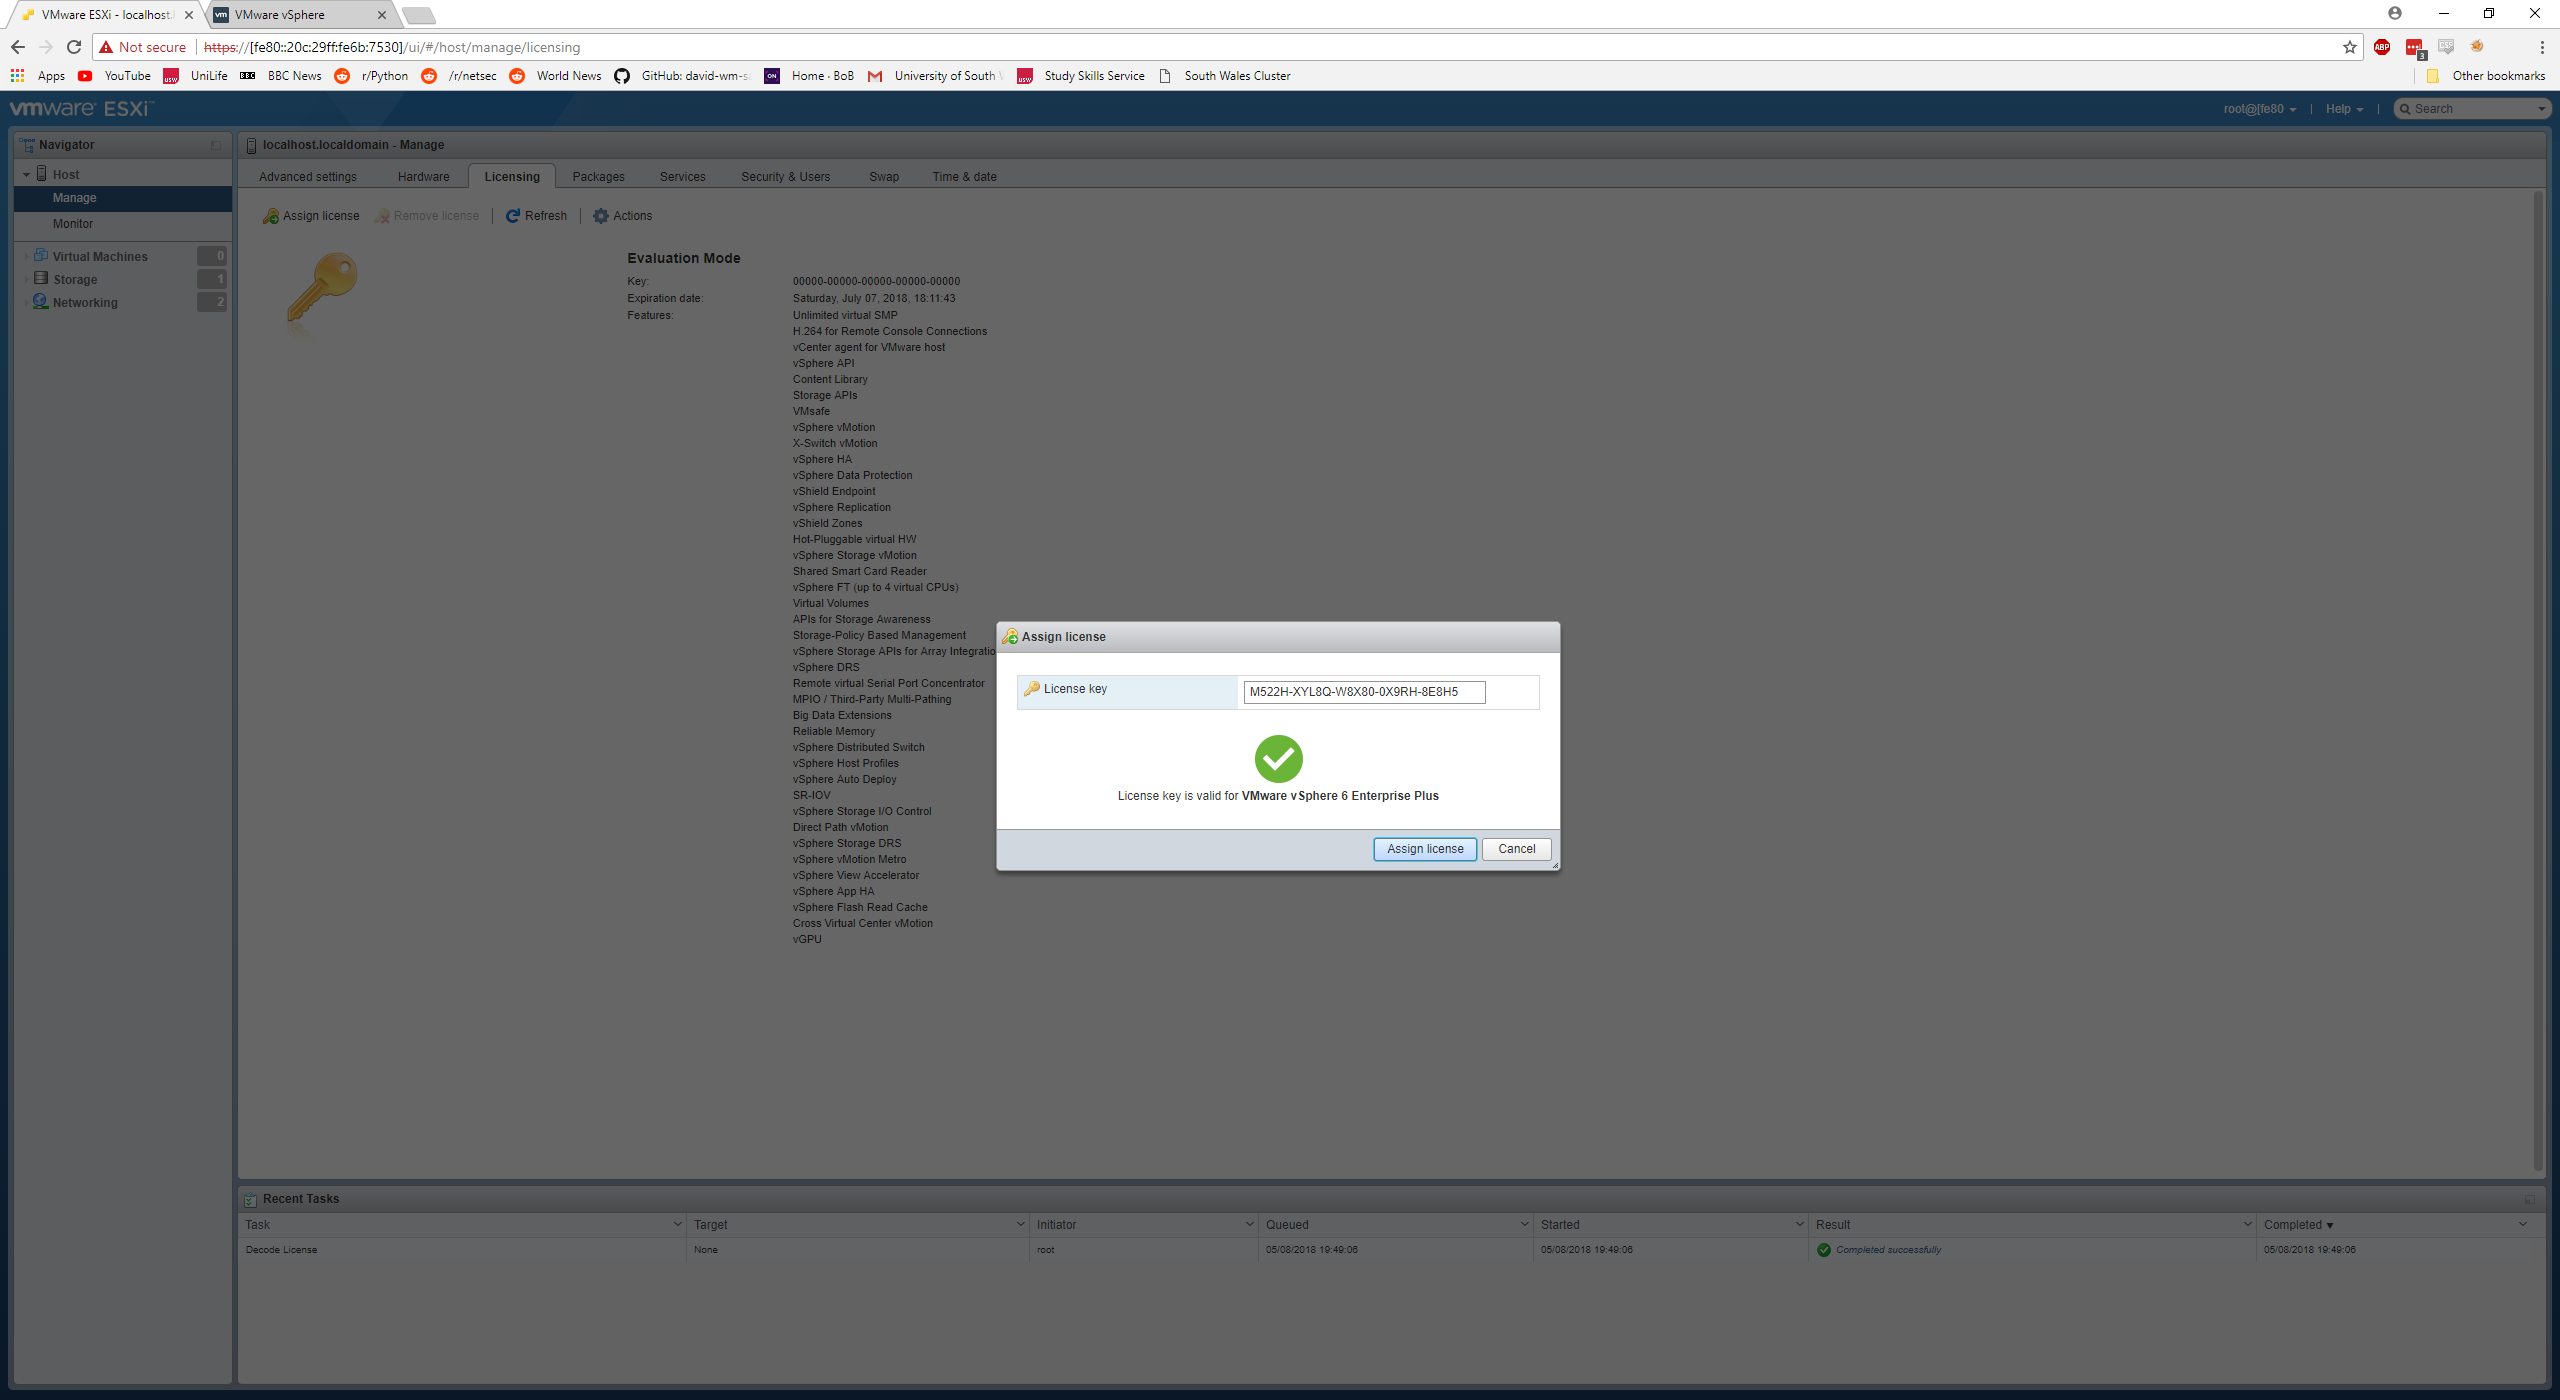 VMware ESXi - localhost.
VMware vSphere
Not secure https://[fe80::20c:29ff:fe6b:7530]/ui/#/host/manage/licensing
Apps YouTube UniLife BBC News r/Python /r/netsec World News GitHub: david-wm-s Home · BoB University of South Study Skills Service South Wales Cluster Other bookmarks
vmware ESXi
root@[fe80 Help Search
Navigator
Host
Manage
Monitor
Virtual Machines 0
Storage 1
Networking 2
localhost.localdomain - Manage
Advanced settings Hardware Licensing Packages Services Security & Users Swap Time & date
Assign license Remove license Refresh Actions
Evaluation Mode
Key: 00000-00000-00000-00000-00000
Expiration date: Saturday, July 07, 2018, 18:11:43
Features: Unlimited virtual SMP
H.264 for Remote Console Connections
vCenter agent for VMware host
vSphere API
Content Library
Storage APIs
VMsafe
vSphere vMotion
X-Switch vMotion
vSphere HA
vSphere Data Protection
vShield Endpoint
vSphere Replication
vShield Zones
Hot-Pluggable virtual HW
vSphere Storage vMotion
Shared Smart Card Reader
vSphere FT (up to 4 virtual CPUs)
Virtual Volumes
APIs for Storage Awareness
Storage-Policy Based Management
vSphere Storage APIs for Array Integratio
vSphere DRS
Remote virtual Serial Port Concentrator
MPIO / Third-Party Multi-Pathing
Big Data Extensions
Reliable Memory
vSphere Distributed Switch
vSphere Host Profiles
vSphere Auto Deploy
SR-IOV
vSphere Storage I/O Control
Direct Path vMotion
vSphere Storage DRS
vSphere vMotion Metro
vSphere View Accelerator
vSphere App HA
vSphere Flash Read Cache
Cross Virtual Center vMotion
vGPU
Assign license
License key M522H-XYL8Q-W8X80-0X9RH-8E8H5
License key is valid for VMware vSphere 6 Enterprise Plus
Assign license Cancel
Recent Tasks
Task Target Initiator Queued Started Result Completed
Decode License None root 05/08/2018 19:49:06 05/08/2018 19:49:06 Completed successfully 05/08/2018 19:49:06